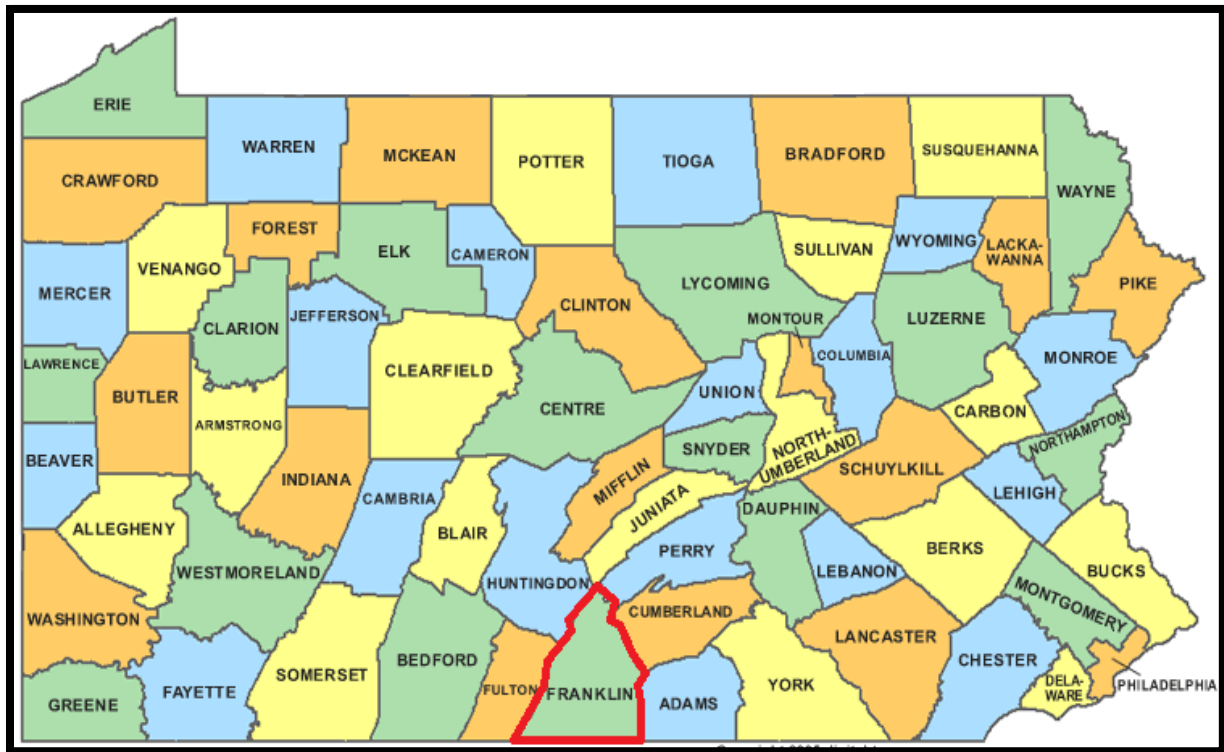 ERIE
WARREN
MCKEAN
POTTER
TIOGA
BRADFORD
SUSQUEHANNA
WAYNE
CRAWFORD
FOREST
ELK
CAMERON
SULLIVAN
WYOMING
LACKA-
WANNA
PIKE
MERCER
VENANGO
CLARION
JEFFERSON
CLINTON
LYCOMING
MONTOUR
COLUMBIA
LUZERNE
MONROE
LAWRENCE
BUTLER
ARMSTRONG
CLEARFIELD
CENTRE
UNION
SNYDER
NORTH-
UMBERLAND
CARBON
NORTHAMPTON
BEAVER
ALLEGHENY
INDIANA
CAMBRIA
BLAIR
MIFFLIN
JUNIATA
DAUPHIN
SCHUYLKILL
LEHIGH
WESTMORELAND
HUNTINGDON
PERRY
LEBANON
BERKS
BUCKS
WASHINGTON
CUMBERLAND
LANCASTER
MONTGOMERY
GREENE
FAYETTE
SOMERSET
BEDFORD
FULTON
FRANKLIN
ADAMS
YORK
CHESTER
DELA-
WARE
PHILADELPHIA